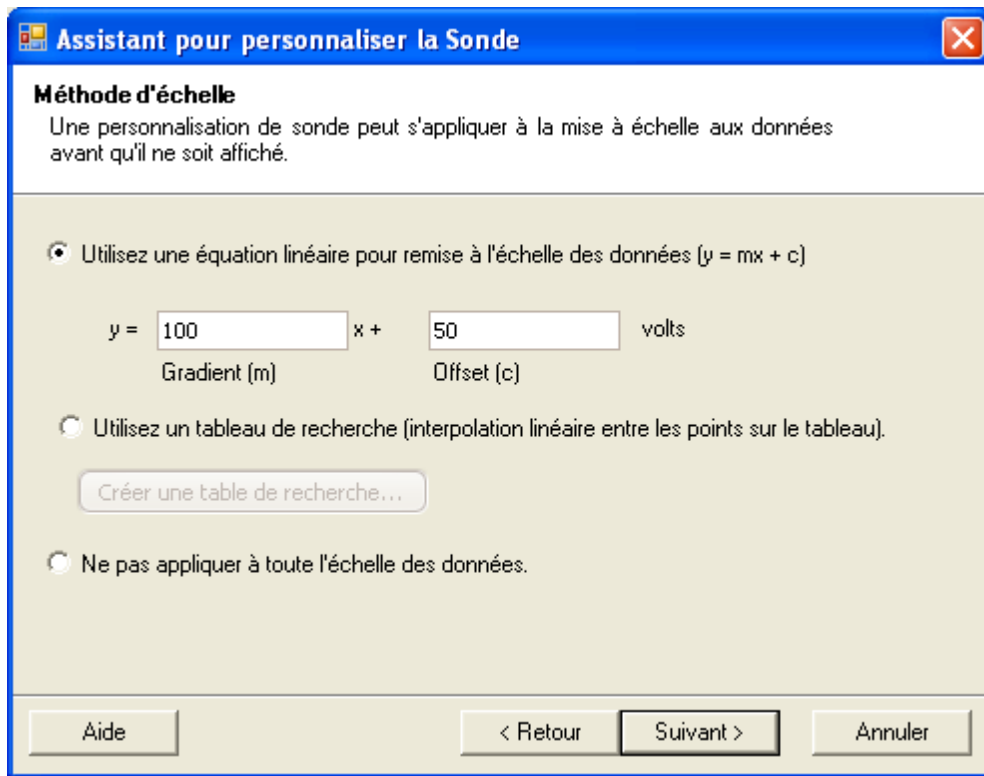 Assistant pour personnaliser la Sonde
Méthode d'échelle
Une personnalisation de sonde peut s'appliquer à la mise à échelle aux données
avant qu'il ne soit affiché.
Utilisez une équation linéaire pour remise à l'échelle des données (y = mx + c)
y = 100 x + 50 volts
Gradient (m) Offset (c)
Utilisez un tableau de recherche (interpolation linéaire entre les points sur le tableau).
Créer une table de recherche...
Ne pas appliquer à toute l'échelle des données.
Aide < Retour Suivant > Annuler